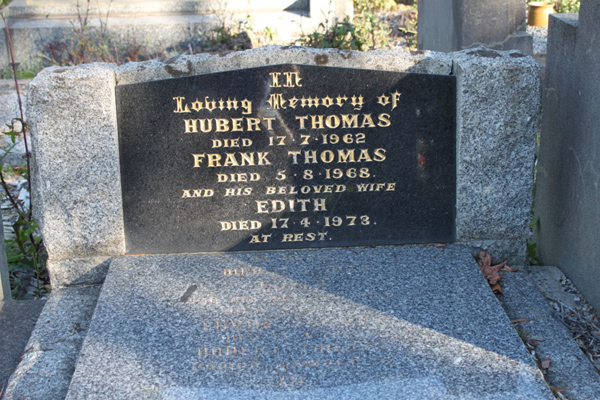 In
Loving Memory of
HUBERT THOMAS
DIED 17·7·1962
FRANK THOMAS
DIED 5·8·1968.
AND HIS BELOVED WIFE
EDITH
DIED 17·4·1973.
AT REST.